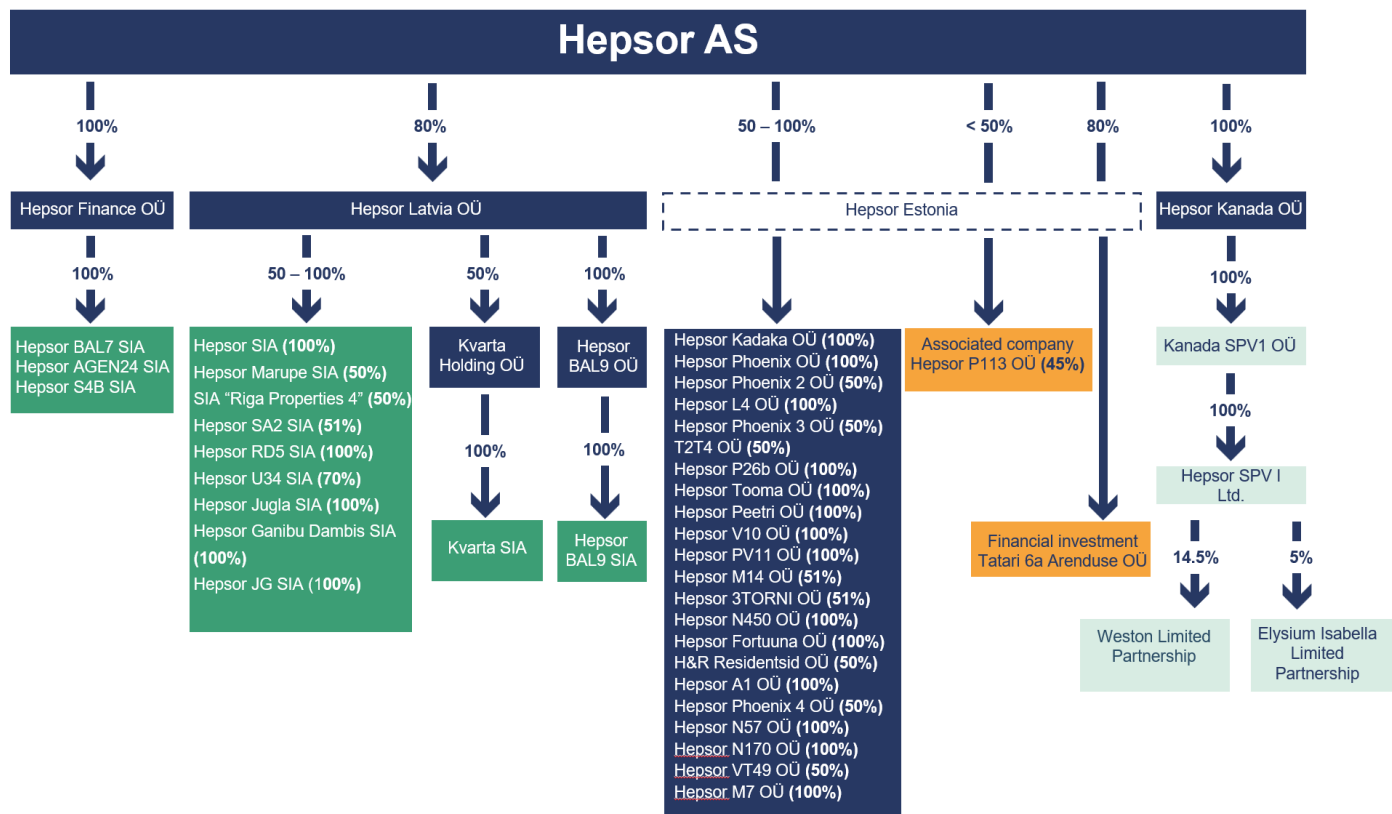 Hepsor AS
100%
80%
50 – 100%
< 50%
80%
100%
Hepsor Finance OÜ
Hepsor Latvia OÜ
Hepsor Estonia
Hepsor Kanada OÜ
100%
50 – 100%
50%
100%
100%
Hepsor BAL7 SIA
Hepsor AGEN24 SIA
Hepsor S4B SIA
Hepsor SIA (100%)
Hepsor Marupe SIA (50%)
SIA “Riga Properties 4” (50%)
Hepsor SA2 SIA (51%)
Hepsor RD5 SIA (100%)
Hepsor U34 SIA (70%)
Hepsor Jugla SIA (100%)
Hepsor Ganibu Dambis SIA
(100%)
Hepsor JG SIA (100%)
Kvarta
Holding OÜ
100%
Kvarta SIA
Hepsor
BAL9 OÜ
100%
Hepsor
BAL9 SIA
Hepsor Kadaka OÜ (100%)
Hepsor Phoenix OÜ (100%)
Hepsor Phoenix 2 OÜ (50%)
Hepsor L4 OÜ (100%)
Hepsor Phoenix 3 OÜ (50%)
T2T4 OÜ (50%)
Hepsor P26b OÜ (100%)
Hepsor Tooma OÜ (100%)
Hepsor Peetri OÜ (100%)
Hepsor V10 OÜ (100%)
Hepsor PV11 OÜ (100%)
Hepsor M14 OÜ (51%)
Hepsor 3TORNI OÜ (51%)
Hepsor N450 OÜ (100%)
Hepsor Fortuuna OÜ (100%)
H&R Residentsid OÜ (50%)
Hepsor A1 OÜ (100%)
Hepsor Phoenix 4 OÜ (50%)
Hepsor N57 OÜ (100%)
Hepsor N170 OÜ (100%)
Hepsor VT49 OÜ (50%)
Hepsor M7 OÜ (100%)
Associated company
Hepsor P113 OÜ (45%)
Financial investment
Tatari 6a Arenduse OÜ
Kanada SPV1 OÜ
100%
Hepsor SPV I
Ltd.
14.5%
5%
Weston Limited
Partnership
Elysium Isabella
Limited
Partnership